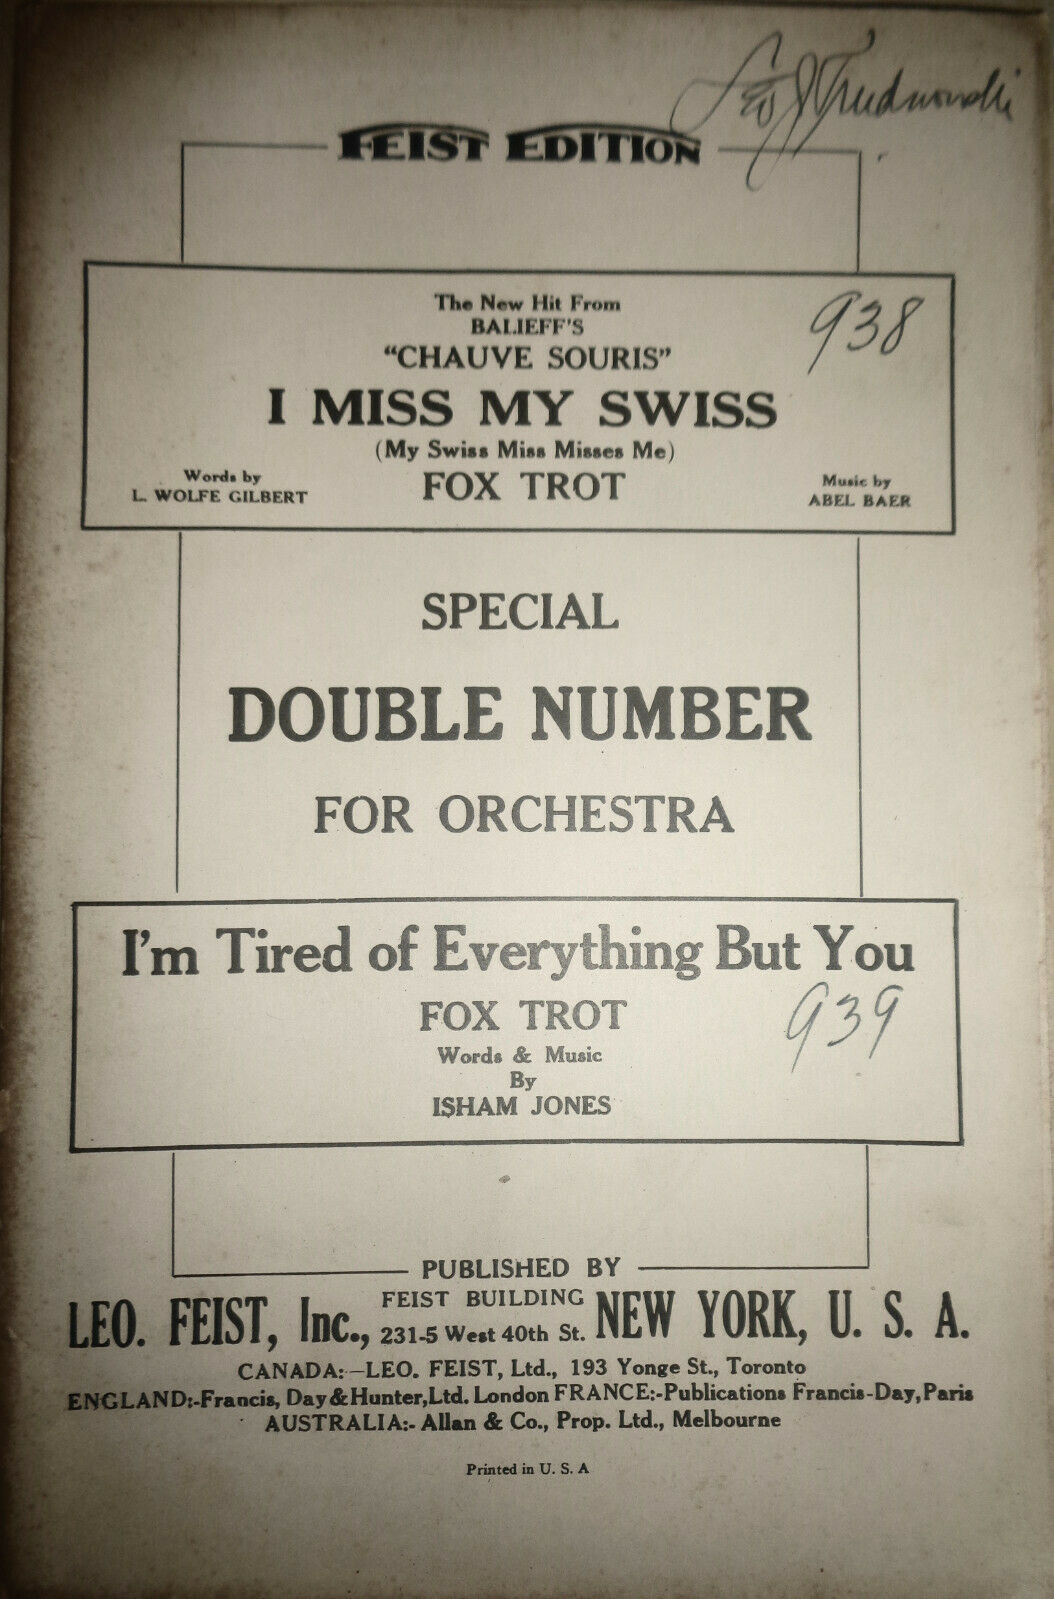 Leo J
FEIST EDITION
The New Hit From
BALIEFF'S
"CHAUVE SOURIS"
938
I MISS MY SWISS
(My Swiss Miss Misses Me)
Words by
L. WOLFE GILBERT
FOX TROT
Music by
ABEL BAER
SPECIAL
DOUBLE NUMBER
FOR ORCHESTRA
I'm Tired of Everything But You
FOX TROT
939
Words & Music
By
ISHAM JONES
PUBLISHED BY
LEO. FEIST, Inc., FEIST BUILDING 231-5 West 40th St. NEW YORK, U. S. A.
CANADA:—LEO. FEIST, Ltd., 193 Yonge St., Toronto
ENGLAND:-Francis, Day & Hunter, Ltd. London FRANCE:-Publications Francis-Day, Paris
AUSTRALIA:- Allan & Co., Prop. Ltd., Melbourne
Printed in U. S. A